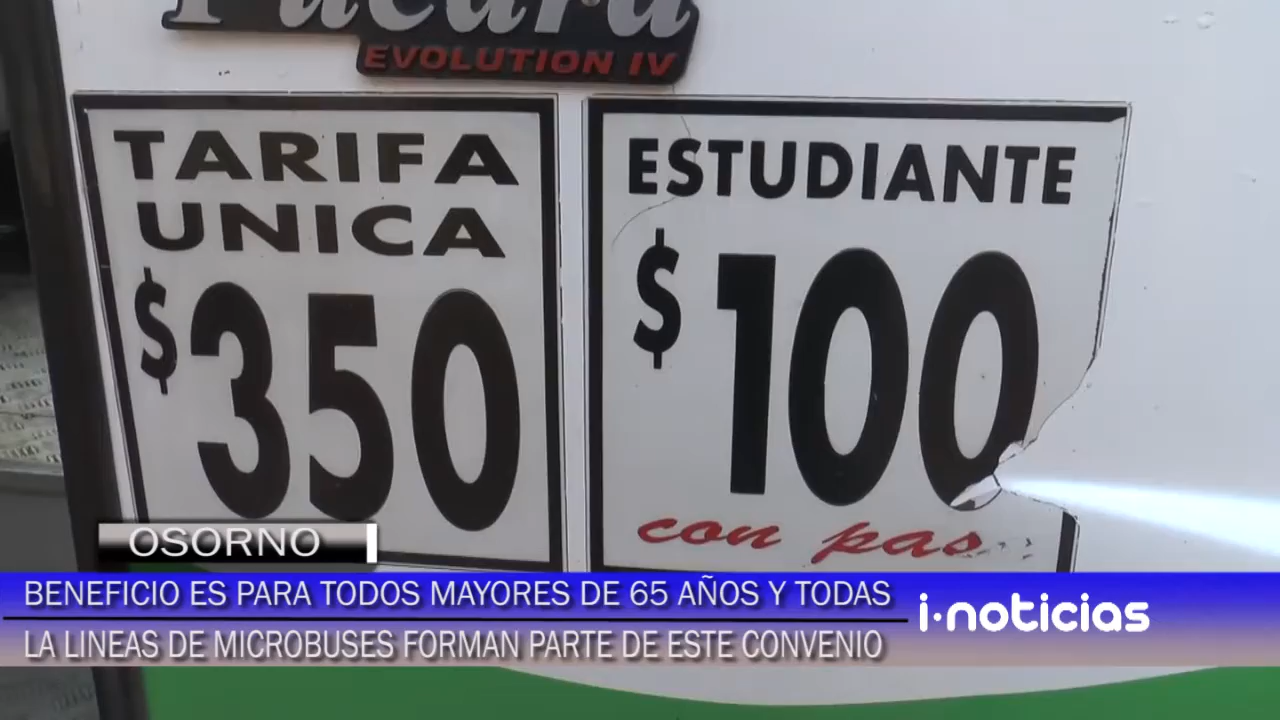 Pucará
EVOLUTION IV
TARIFA
UNICA
$350
ESTUDIANTE
$100
con pas
OSORNO
BENEFICIO ES PARA TODOS MAYORES DE 65 AÑOS Y TODAS
LA LINEAS DE MICROBUSES FORMAN PARTE DE ESTE CONVENIO
i·noticias